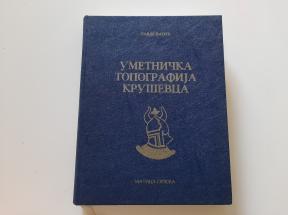 УМЕТНИЧКА
ТОПОГРАФИЈА
КРУШЕВЦА
МАТИЦА СРПСКА